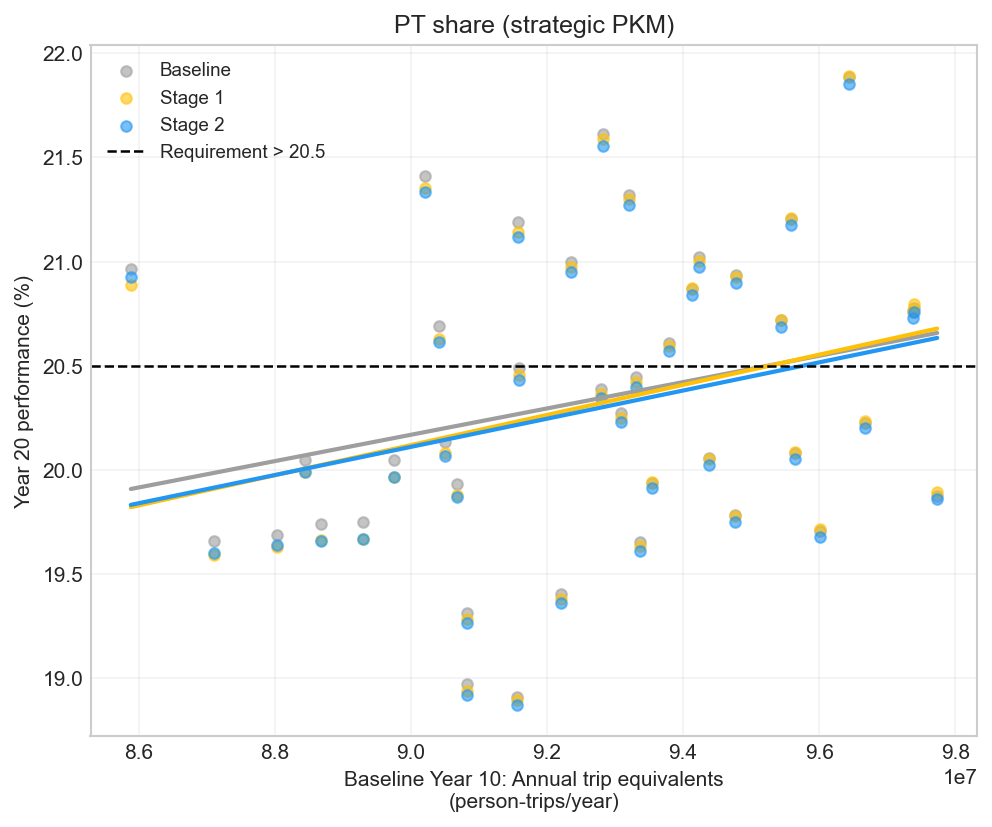 PT share (strategic PKM)
Baseline
Stage 1
Stage 2
Requirement > 20.5
Year 20 performance (%)
22.0
21.5
21.0
20.5
20.0
19.5
19.0
8.6 8.8 9.0 9.2 9.4 9.6 9.8
1e7
Baseline Year 10: Annual trip equivalents
(person-trips/year)